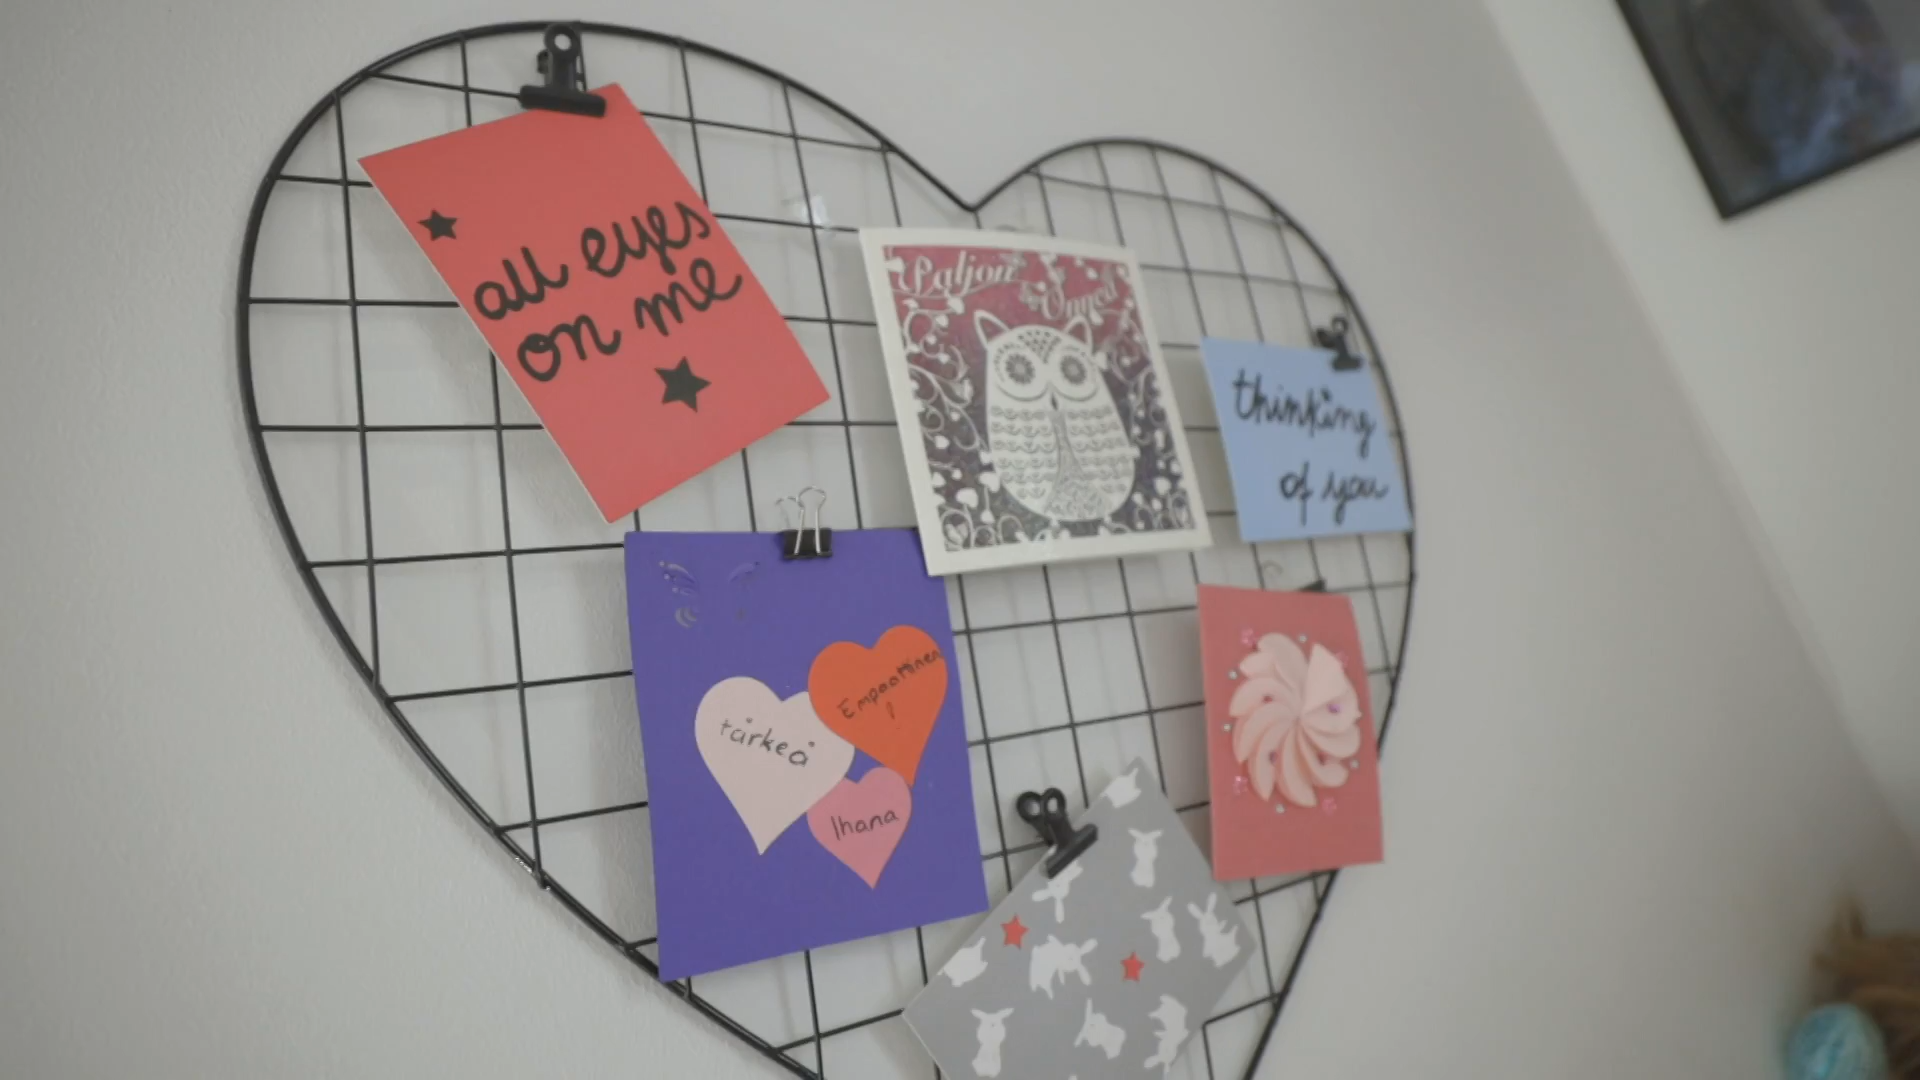 all eyes
on me
Paljon
Onnea
thinking
of you
tärkeä
Empaattinen
!
Ihana